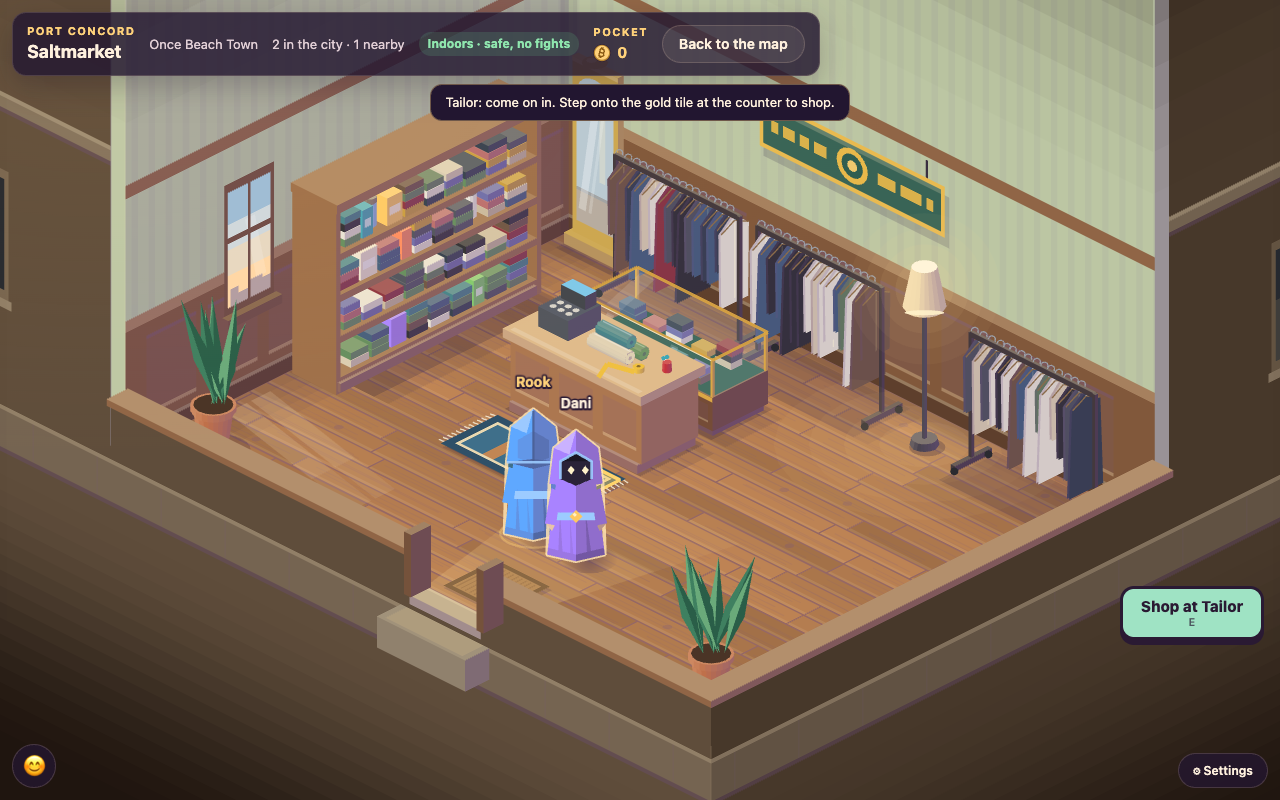 PORT CONCORD
Saltmarket
Once Beach Town
2 in the city · 1 nearby
Indoors · safe, no fights
POCKET
0
Back to the map
Tailor: come on in. Step onto the gold tile at the counter to shop.
Rook
Dani
Shop at Tailor
E
Settings